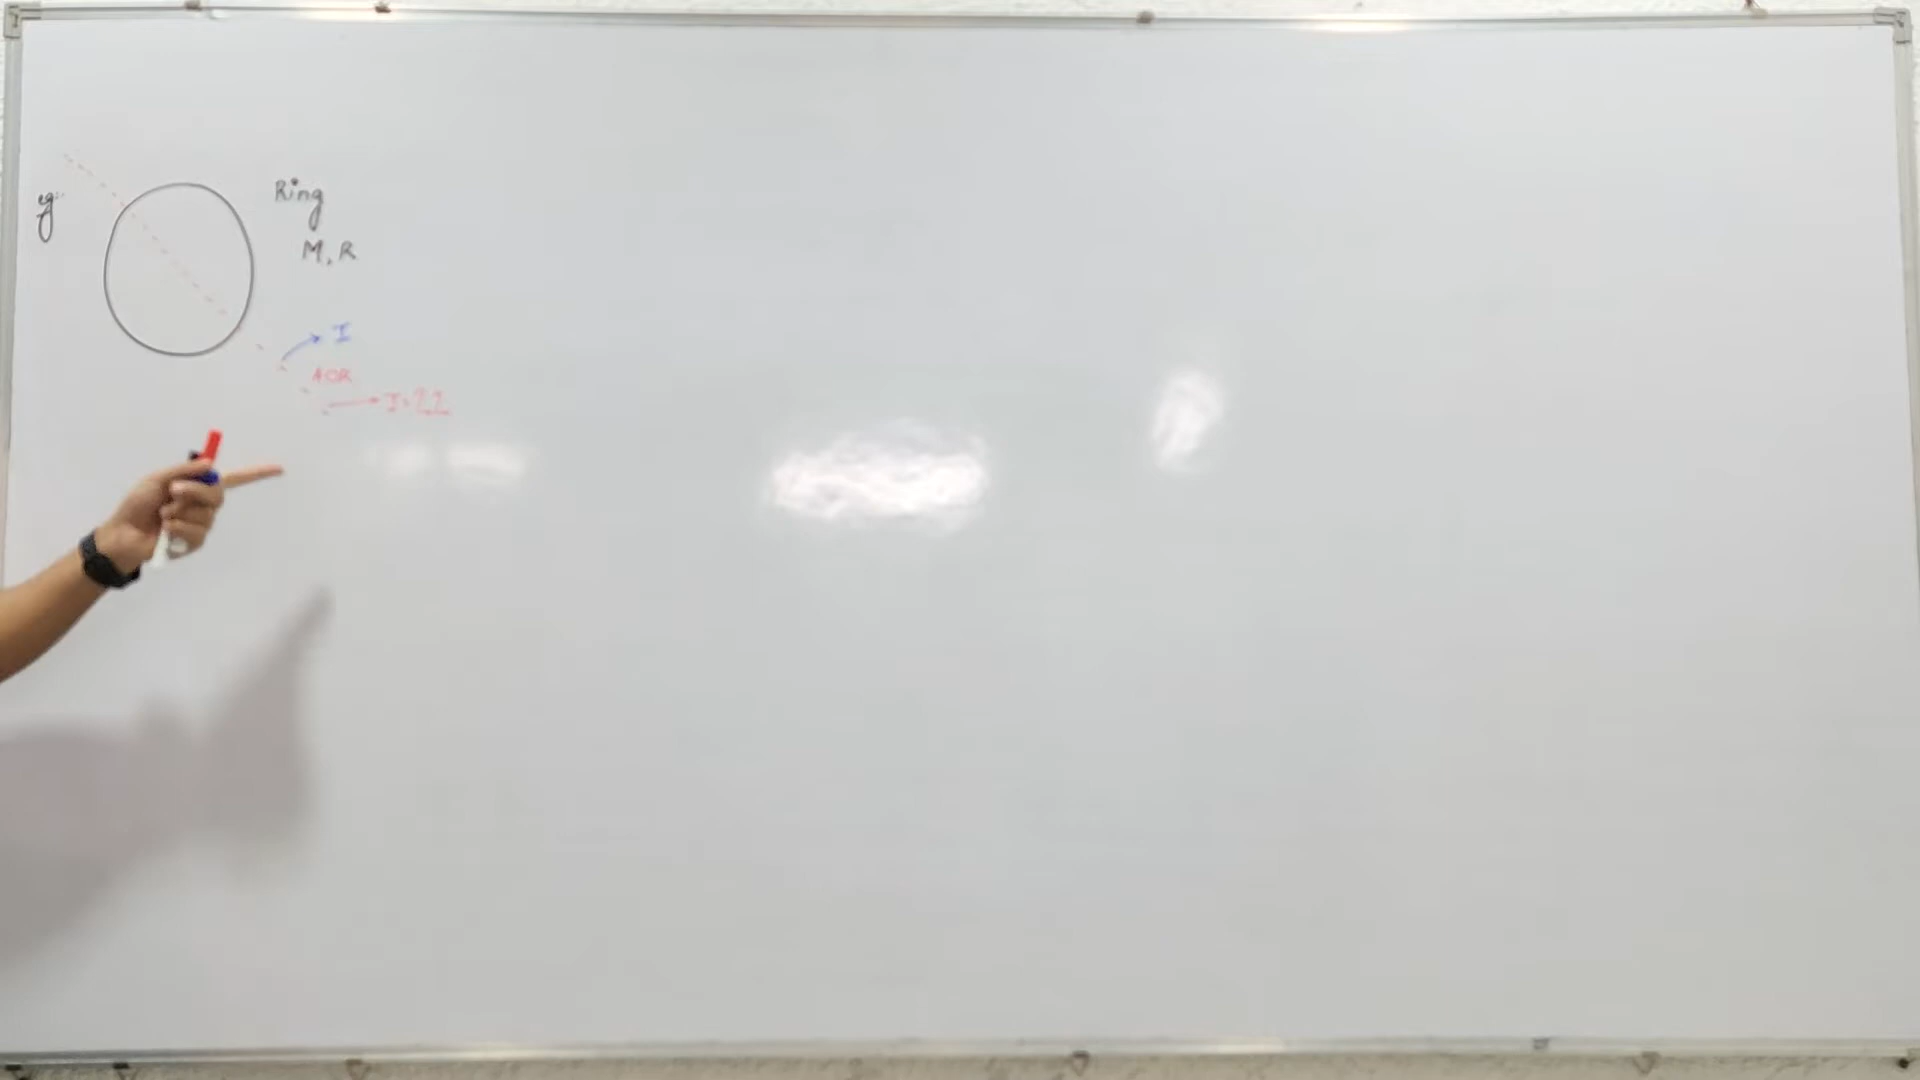 eg:
Ring
M, R
I
AOR
I = ??